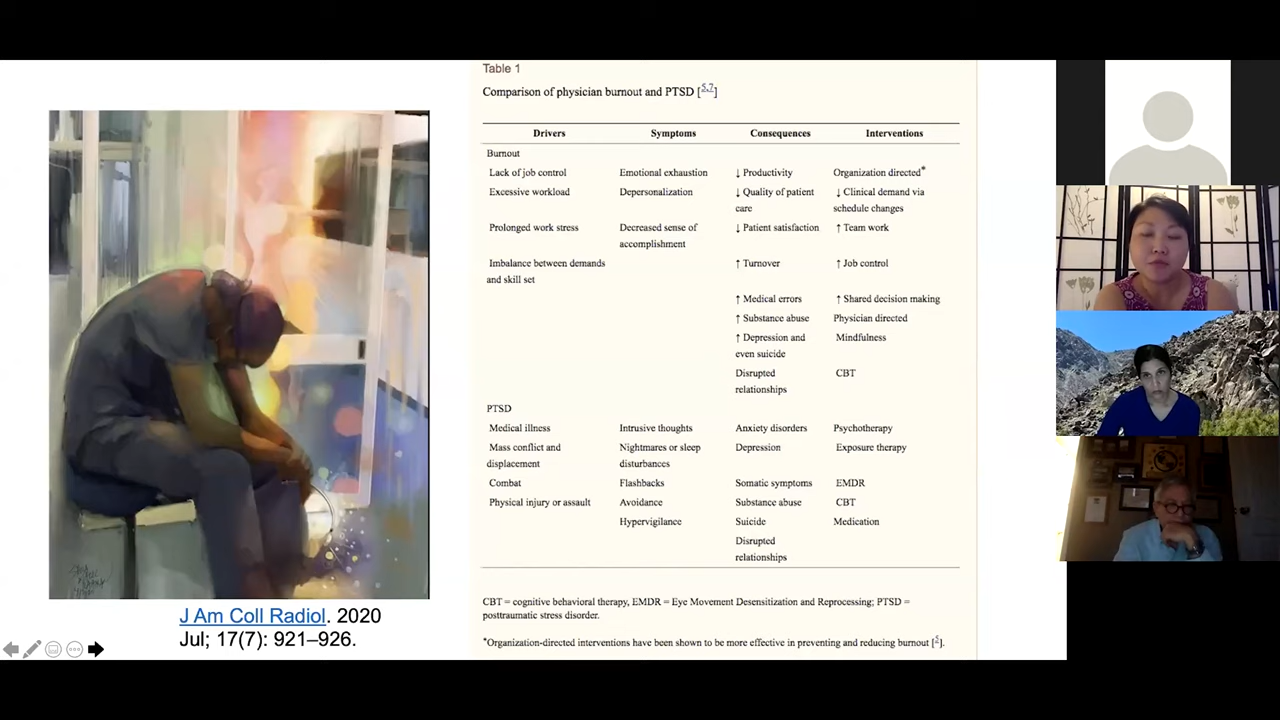 Table 1
Comparison of physician burnout and PTSD [5,7]
Drivers Symptoms Consequences Interventions
Burnout
Lack of job control Emotional exhaustion ↓ Productivity Organization directed*
Excessive workload Depersonalization ↓ Quality of patient ↓ Clinical demand via
care schedule changes
Prolonged work stress Decreased sense of ↓ Patient satisfaction ↑ Team work
accomplishment
Imbalance between demands ↑ Turnover ↑ Job control
and skill set
↑ Medical errors ↑ Shared decision making
↑ Substance abuse Physician directed
↑ Depression and Mindfulness
even suicide
Disrupted CBT
relationships
PTSD
Medical illness Intrusive thoughts Anxiety disorders Psychotherapy
Mass conflict and Nightmares or sleep Depression Exposure therapy
displacement disturbances
Combat Flashbacks Somatic symptoms EMDR
Physical injury or assault Avoidance Substance abuse CBT
Hypervigilance Suicide Medication
Disrupted
relationships
CBT = cognitive behavioral therapy, EMDR = Eye Movement Desensitization and Reprocessing; PTSD =
posttraumatic stress disorder.
*Organization-directed interventions have been shown to be more effective in preventing and reducing burnout [5].
J Am Coll Radiol. 2020
Jul; 17(7): 921–926.